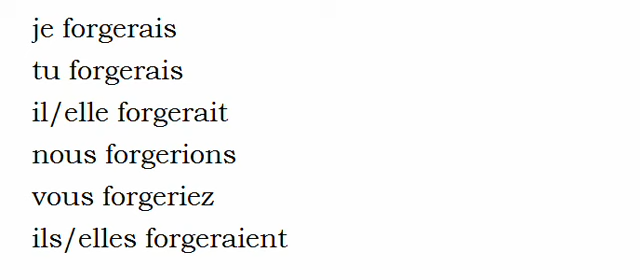 je forgerais
tu forgerais
il/elle forgerait
nous forgerions
vous forgeriez
ils/elles forgeraient